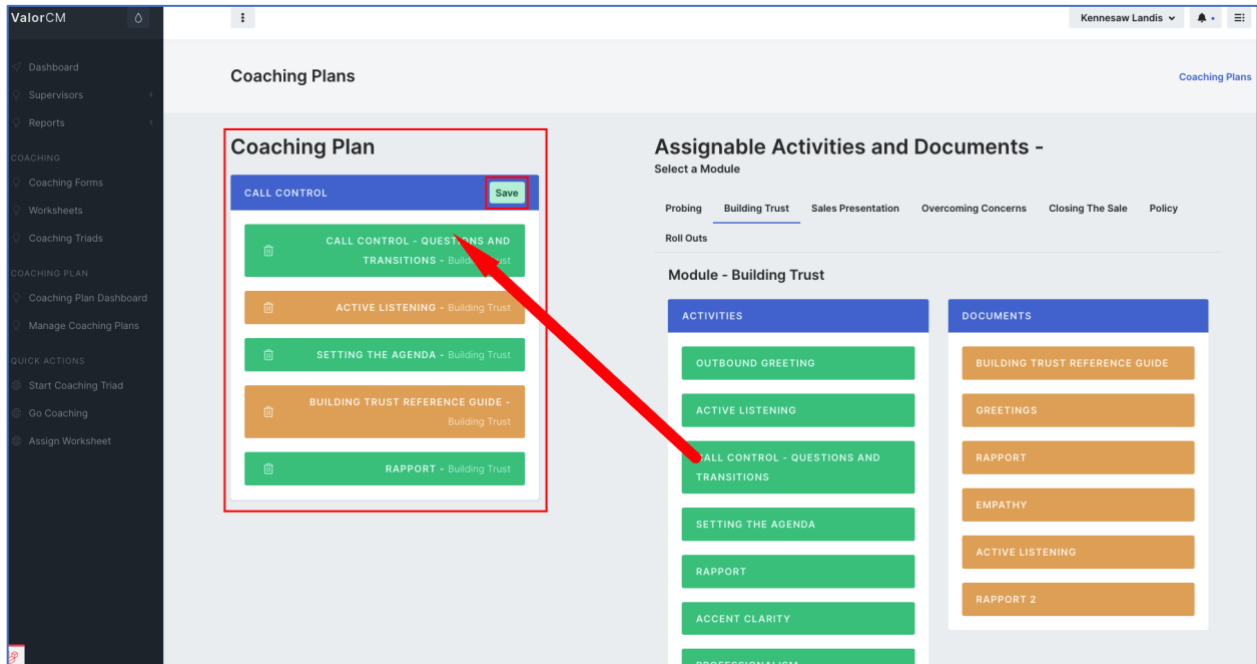 ValorCM
Kennesaw Landis
Dashboard
Supervisors
Reports
COACHING
Coaching Forms
Worksheets
Coaching Triads
COACHING PLAN
Coaching Plan Dashboard
Manage Coaching Plans
QUICK ACTIONS
Start Coaching Triad
Go Coaching
Assign Worksheet
Coaching Plans
Coaching Plans
Coaching Plan
CALL CONTROL
Save
CALL CONTROL - QUESTIONS AND
TRANSITIONS - Building Trust
ACTIVE LISTENING - Building Trust
SETTING THE AGENDA - Building Trust
BUILDING TRUST REFERENCE GUIDE -
Building Trust
RAPPORT - Building Trust
Assignable Activities and Documents -
Select a Module
Probing Building Trust Sales Presentation Overcoming Concerns Closing The Sale Policy
Roll Outs
Module - Building Trust
ACTIVITIES
OUTBOUND GREETING
ACTIVE LISTENING
CALL CONTROL - QUESTIONS AND
TRANSITIONS
SETTING THE AGENDA
RAPPORT
ACCENT CLARITY
PROFESSIONALISM
DOCUMENTS
BUILDING TRUST REFERENCE GUIDE
GREETINGS
RAPPORT
EMPATHY
ACTIVE LISTENING
RAPPORT 2